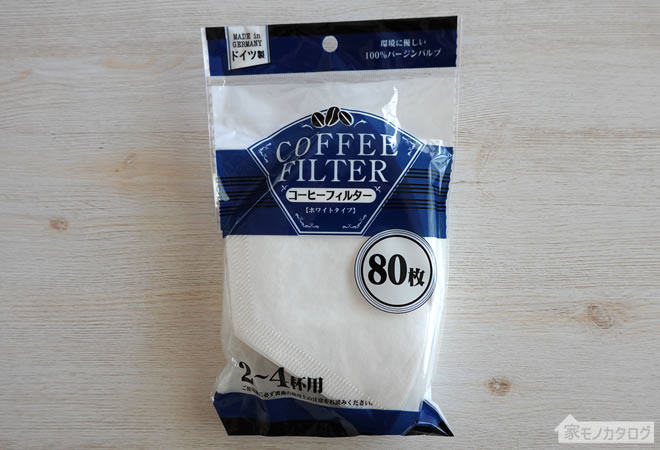 MADE in
GERMANY
ドイツ製
環境に優しい
100%バージンパルプ
COFFEE
FILTER
コーヒーフィルター
【ホワイトタイプ】
80枚
2〜4杯用
家モノカタログ